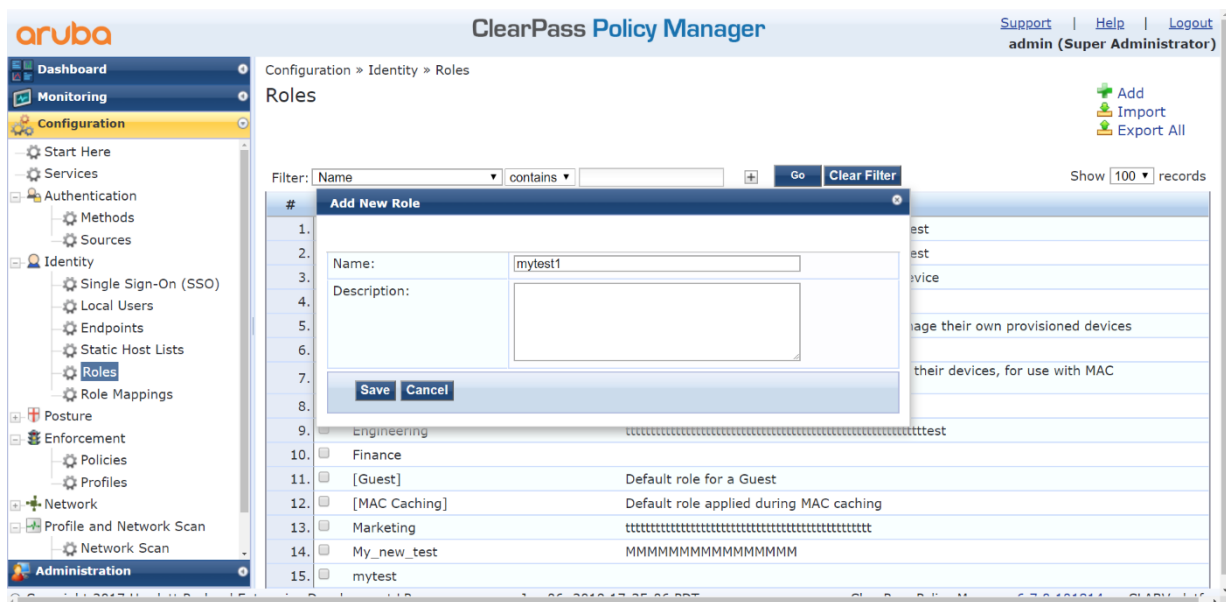 aruba
ClearPass Policy Manager
Support | Help | Logout
admin (Super Administrator)
Dashboard
Monitoring
Configuration
Start Here
Services
Authentication
Methods
Sources
Identity
Single Sign-On (SSO)
Local Users
Endpoints
Static Host Lists
Roles
Role Mappings
Posture
Enforcement
Policies
Profiles
Network
Profile and Network Scan
Network Scan
Administration
Configuration » Identity » Roles
Roles
Add
Import
Export All
Filter: Name contains Go Clear Filter Show 100 records
#
Add New Role
Name: mytest1
Description:
Save Cancel
1. est
2. est
3. evice
4.
5. age their own provisioned devices
6.
7. their devices, for use with MAC
8.
9. Engineering
10. Finance
11. [Guest] Default role for a Guest
12. [MAC Caching] Default role applied during MAC caching
13. Marketing
14. My_new_test MMMMMMMMMMMMMMMM
15. mytest